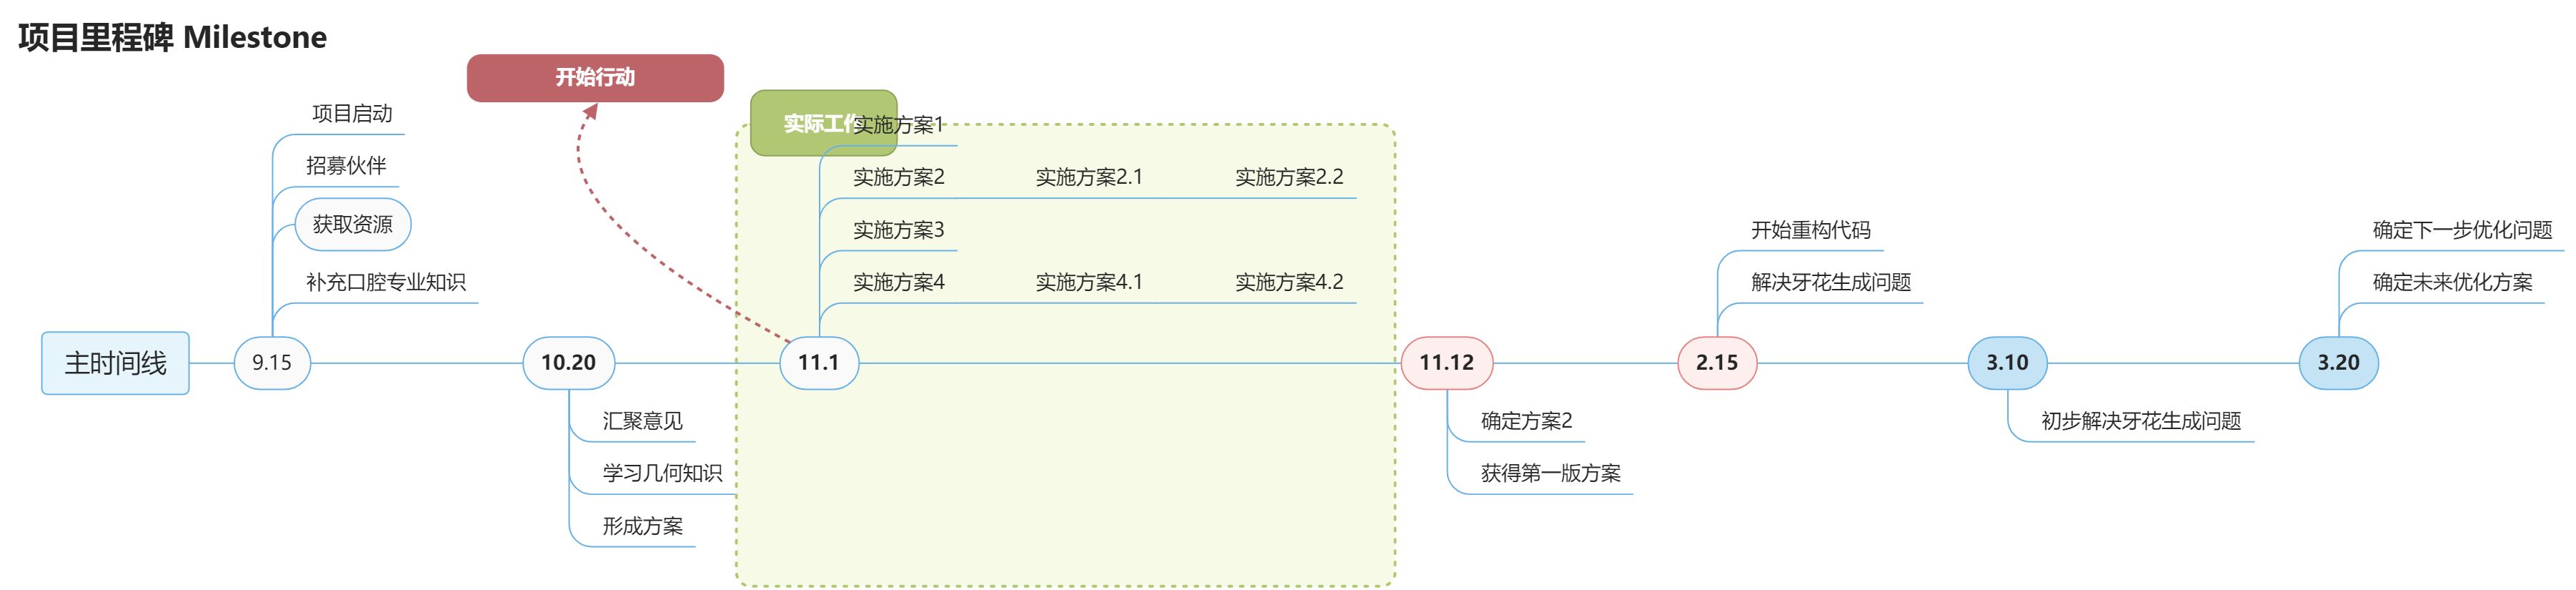 项目里程碑 Milestone
开始行动
项目启动
招募伙伴
获取资源
补充口腔专业知识
实际工
实施方案1
实施方案2 实施方案2.1 实施方案2.2
实施方案3
实施方案4 实施方案4.1 实施方案4.2
开始重构代码
解决牙花生成问题
确定下一步优化问题
确定未来优化方案
主时间线 9.15 10.20 11.1 11.12 2.15 3.10 3.20
汇聚意见
学习几何知识
形成方案
确定方案2
获得第一版方案
初步解决牙花生成问题